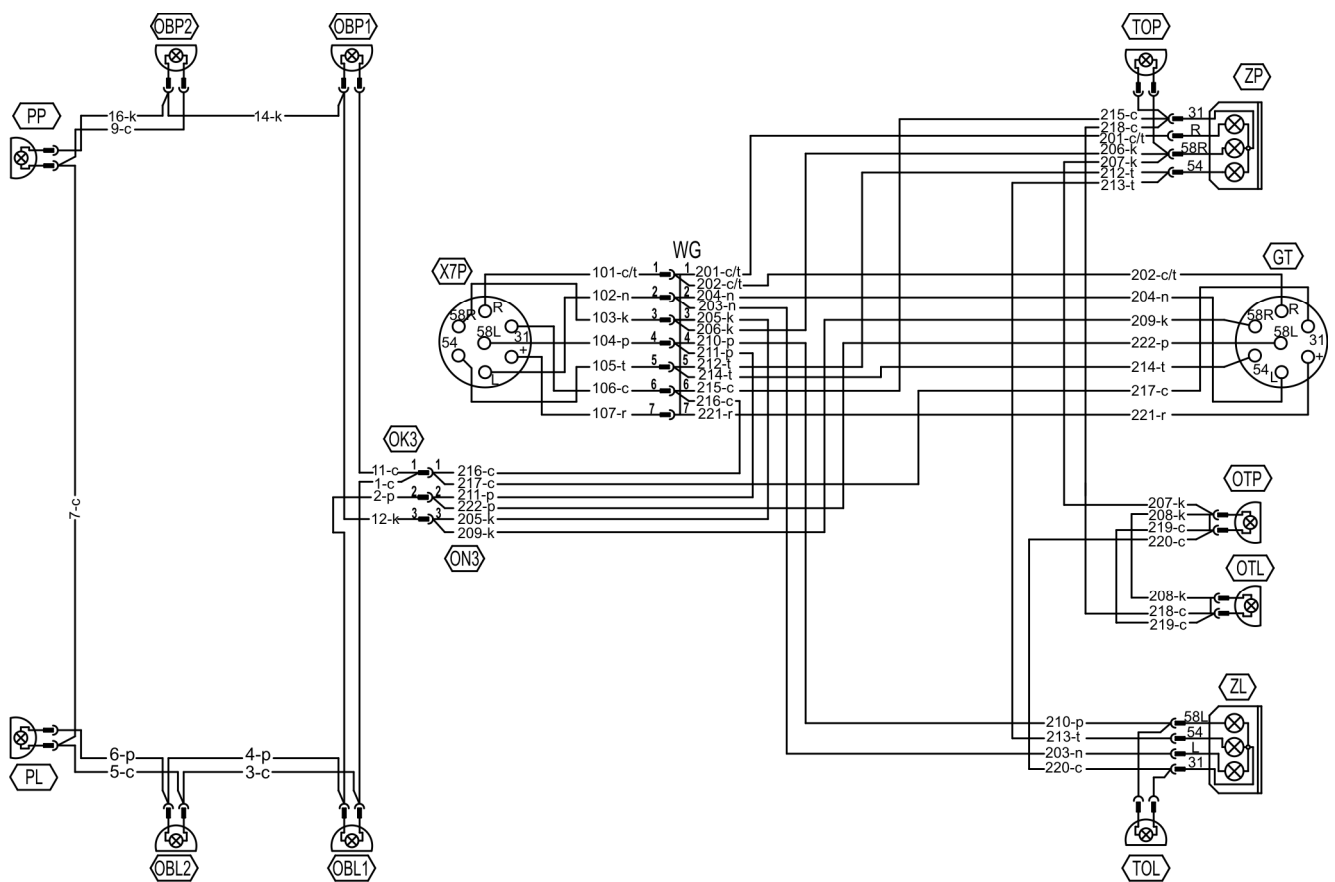 OBP2
OBP1
TOP
ZP
PP
16-k
9-c
14-k
215-c
218-c
201-c/t
206-k
207-k
212-t
213-t
31
R
58R
54
WG
X7P
GT
58R
R
58L
31
54
+
L
101-c/t
102-n
103-k
104-p
105-t
106-c
107-r
1
2
3
4
5
6
7
1
2
3
4
5
6
7
201-c/t
202-c/t
204-n
203-n
205-k
206-k
210-p
211-p
212-t
214-t
215-c
216-c
221-r
202-c/t
204-n
209-k
222-p
214-t
217-c
221-r
58R
R
58L
31
54
+
L
OK3
11-c
1-c
2-p
12-k
1
2
3
1
2
3
216-c
217-c
211-p
222-p
205-k
209-k
ON3
7-c
OTP
207-k
208-k
219-c
220-c
OTL
208-k
218-c
219-c
ZL
210-p
213-t
203-n
220-c
58L
54
L
31
PL
6-p
5-c
4-p
3-c
OBL2
OBL1
TOL